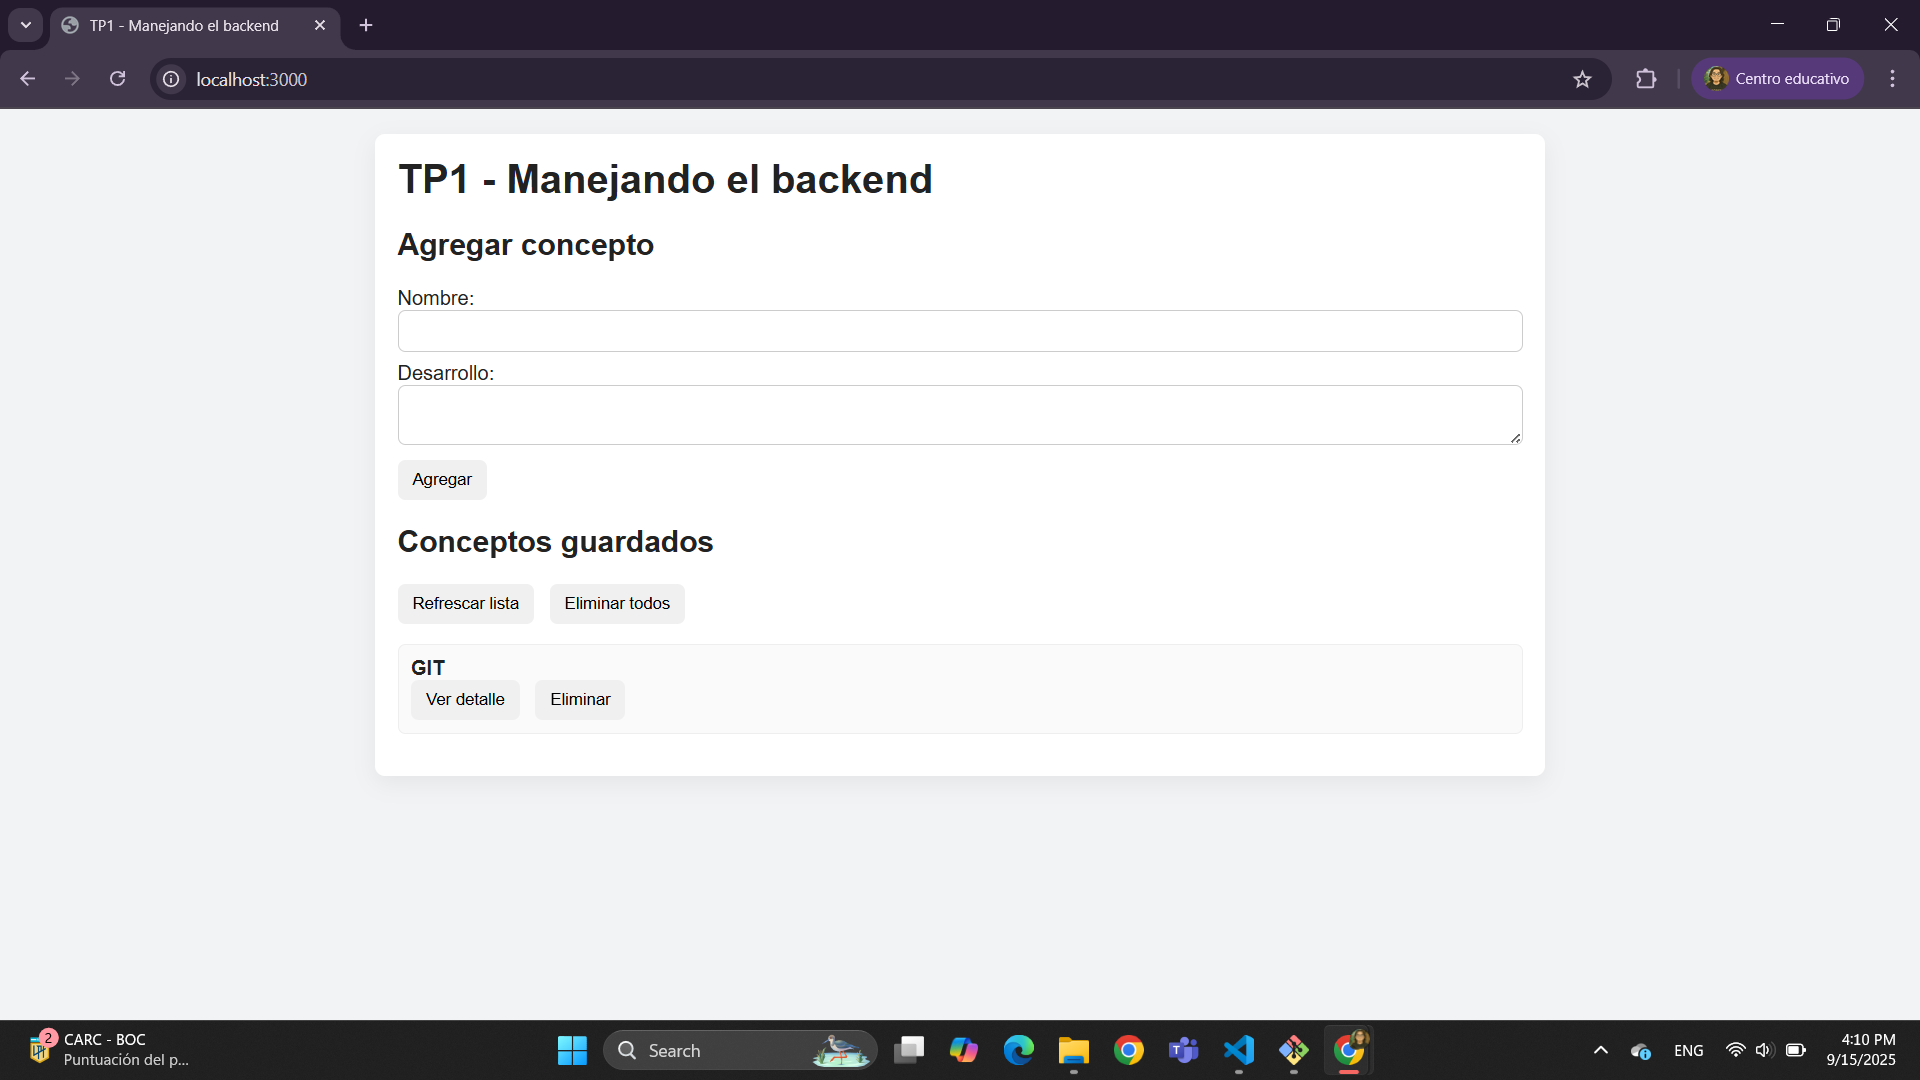 TP1 - Manejando el backend
localhost:3000
Centro educativo
TP1 - Manejando el backend
Agregar concepto
Nombre:
Desarrollo:
Agregar
Conceptos guardados
Refrescar lista
Eliminar todos
GIT
Ver detalle
Eliminar
2
CARC - BOC
Puntuación del p...
Search
ENG
4:10 PM
9/15/2025